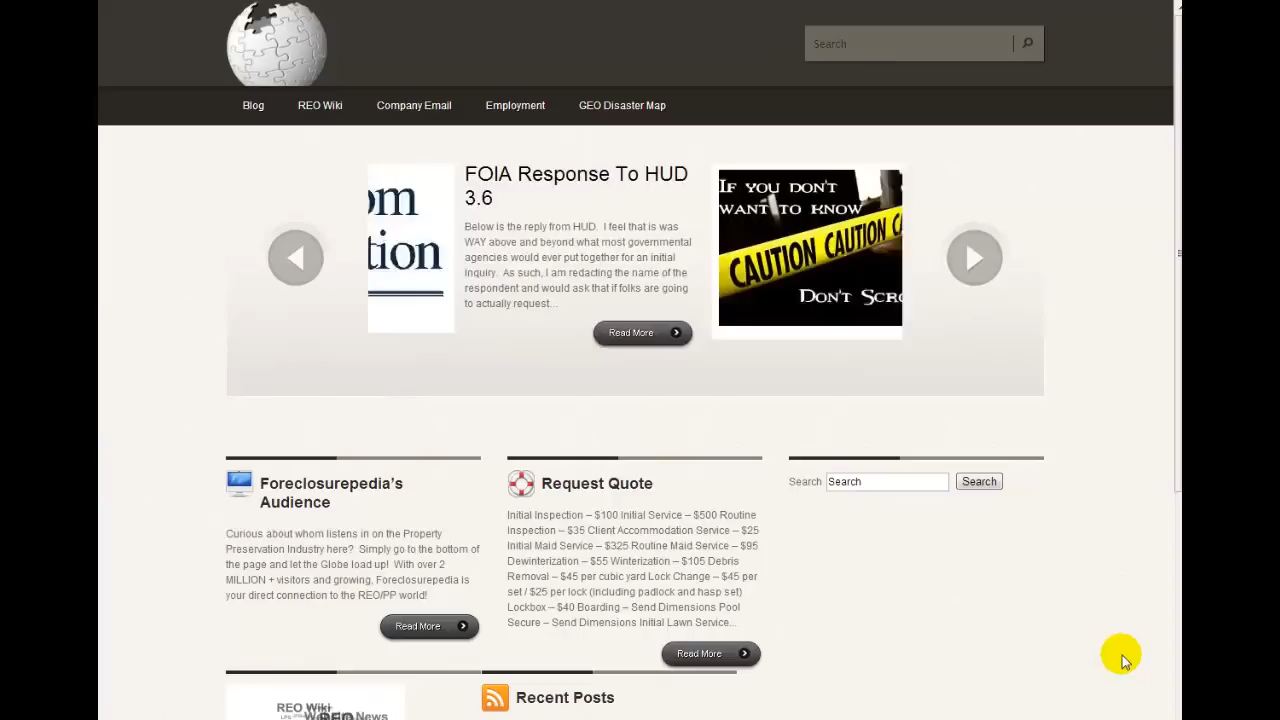 Search
Blog
REO Wiki
Company Email
Employment
GEO Disaster Map
om
tion
FOIA Response To HUD
3.6
Below is the reply from HUD. I feel that is was
WAY above and beyond what most governmental
agencies would ever put together for an initial
inquiry. As such, I am redacting the name of the
respondent and would ask that if folks are going
to actually request...
Read More
IF YOU DON'T
WANT TO KNOW
CAUTION CAUTION CA
DON'T SCRO
Foreclosurepedia's
Audience
Curious about whom listens in on the Property
Preservation Industry here? Simply go to the bottom of
the page and let the Globe load up! With over 2
MILLION + visitors and growing, Foreclosurepedia is
your direct connection to the REO/PP world!
Read More
Request Quote
Initial Inspection – $100 Initial Service – $500 Routine
Inspection – $35 Client Accommodation Service – $25
Initial Maid Service – $325 Routine Maid Service – $95
Dewinterization – $55 Winterization – $105 Debris
Removal – $45 per cubic yard Lock Change – $45 per
set / $25 per lock (including padlock and hasp set)
Lockbox – $40 Boarding – Send Dimensions Pool
Secure – Send Dimensions Initial Lawn Service...
Read More
Search Search Search
REO Wiki
News
Recent Posts